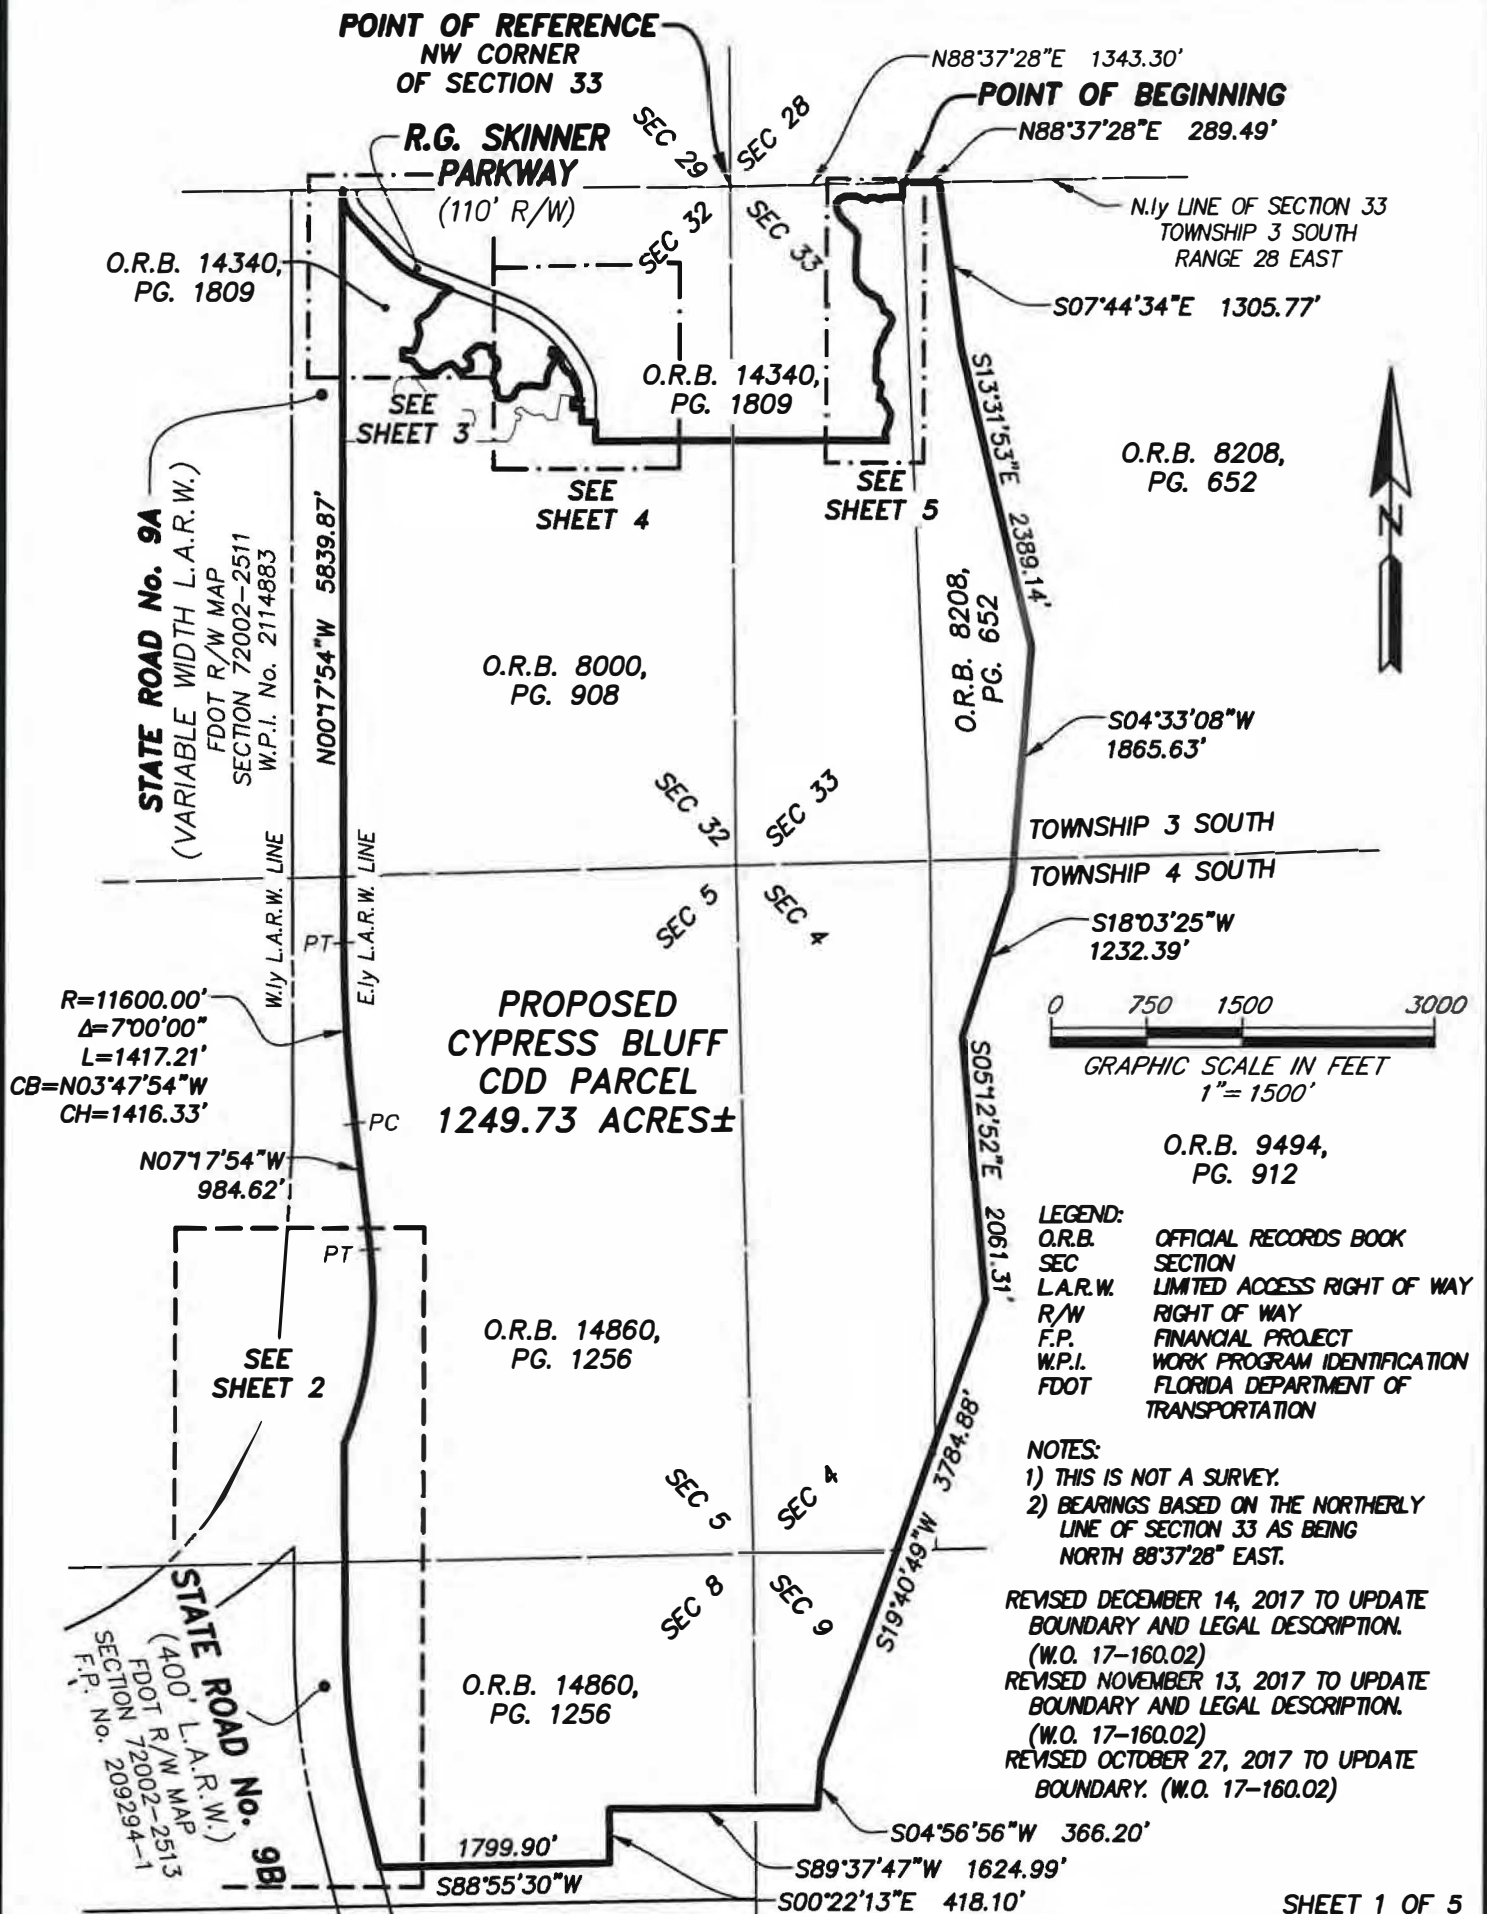 POINT OF REFERENCE
NW CORNER
OF SECTION 33
N88°37'28"E 1343.30'
POINT OF BEGINNING
N88°37'28"E 289.49'
R.G. SKINNER
PARKWAY
(110' R/W)
SEC 29
SEC 28
SEC 32
SEC 33
N.ly LINE OF SECTION 33
TOWNSHIP 3 SOUTH
RANGE 28 EAST
O.R.B. 14340,
PG. 1809
S07°44'34"E 1305.77'
O.R.B. 14340,
PG. 1809
SEE
SHEET 3
SEE
SHEET 4
SEE
SHEET 5
S13°31'53"E 2389.14'
O.R.B. 8208,
PG. 652
N
STATE ROAD No. 9A
(VARIABLE WIDTH L.A.R.W.)
FDOT R/W MAP
SECTION 72002-2511
W.P.I. No. 2114883
N00°17'54"W 5839.87'
O.R.B. 8000,
PG. 908
O.R.B. 8208,
PG. 652
S04°33'08"W
1865.63'
SEC 32
SEC 33
TOWNSHIP 3 SOUTH
TOWNSHIP 4 SOUTH
SEC 5
SEC 4
W.ly L.A.R.W. LINE
E.ly L.A.R.W. LINE
PT
S18°03'25"W
1232.39'
R=11600.00'
Δ=7°00'00"
L=1417.21'
CB=N03°47'54"W
CH=1416.33'
PROPOSED
CYPRESS BLUFF
CDD PARCEL
1249.73 ACRES±
0 750 1500 3000
GRAPHIC SCALE IN FEET
1"= 1500'
PC
S05°12'52"E 2061.31'
N07°17'54"W
984.62'
O.R.B. 9494,
PG. 912
PT
LEGEND:
O.R.B. OFFICIAL RECORDS BOOK
SEC SECTION
L.A.R.W. LIMITED ACCESS RIGHT OF WAY
R/W RIGHT OF WAY
F.P. FINANCIAL PROJECT
W.P.I. WORK PROGRAM IDENTIFICATION
FDOT FLORIDA DEPARTMENT OF
TRANSPORTATION
SEE
SHEET 2
O.R.B. 14860,
PG. 1256
S19°40'49"W 3784.88'
NOTES:
1) THIS IS NOT A SURVEY.
2) BEARINGS BASED ON THE NORTHERLY
LINE OF SECTION 33 AS BEING
NORTH 88°37'28" EAST.
SEC 5
SEC 4
SEC 8
SEC 9
STATE ROAD No. 9B
(400' L.A.R.W.)
FDOT R/W MAP
SECTION 72002-2513
F.P. No. 209294-1
O.R.B. 14860,
PG. 1256
REVISED DECEMBER 14, 2017 TO UPDATE
BOUNDARY AND LEGAL DESCRIPTION.
(W.O. 17-160.02)
REVISED NOVEMBER 13, 2017 TO UPDATE
BOUNDARY AND LEGAL DESCRIPTION.
(W.O. 17-160.02)
REVISED OCTOBER 27, 2017 TO UPDATE
BOUNDARY. (W.O. 17-160.02)
1799.90'
S88°55'30"W
S04°56'56"W 366.20'
S89°37'47"W 1624.99'
S00°22'13"E 418.10'
SHEET 1 OF 5